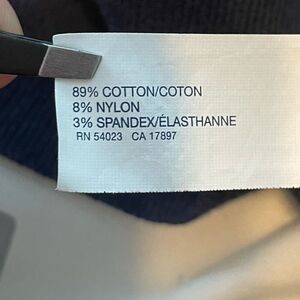 89% COTTON/COTON
8% NYLON
3% SPANDEX/ÉLASTHANNE
RN 54023 CA 17897